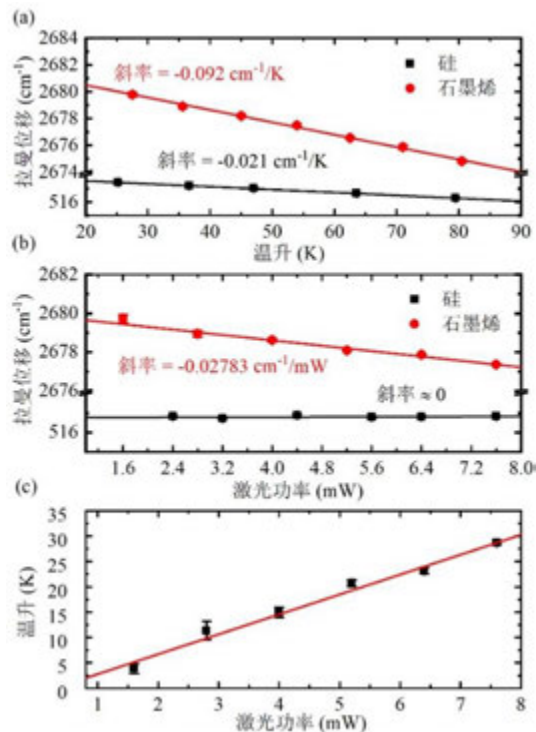 (a)
2684
2682
2680
2678
2676
2674
516
拉曼位移 (cm⁻¹)
斜率 = -0.092 cm⁻¹/K
斜率 = -0.021 cm⁻¹/K
硅
石墨烯
20 30 40 50 60 70 80 90
温升 (K)
(b)
2682
2680
2678
2676
516
拉曼位移 (cm⁻¹)
硅
石墨烯
斜率 = -0.02783 cm⁻¹/mW
斜率 ≈ 0
1.6 2.4 3.2 4.0 4.8 5.6 6.4 7.2 8.0
激光功率 (mW)
(c)
35
30
25
20
15
10
5
0
温升 (K)
1 2 3 4 5 6 7 8
激光功率 (mW)